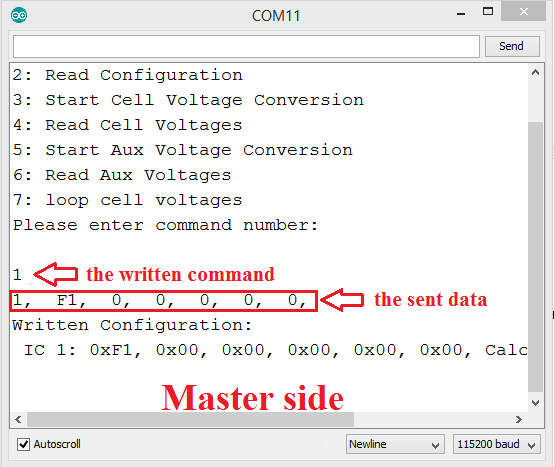 COM11
Send
2: Read Configuration
3: Start Cell Voltage Conversion
4: Read Cell Voltages
5: Start Aux Voltage Conversion
6: Read Aux Voltages
7: loop cell voltages
Please enter command number:
1 the written command
1, F1, 0, 0, 0, 0, 0, the sent data
Written Configuration:
IC 1: 0xF1, 0x00, 0x00, 0x00, 0x00, 0x00, Calc
Master side
Autoscroll Newline 115200 baud